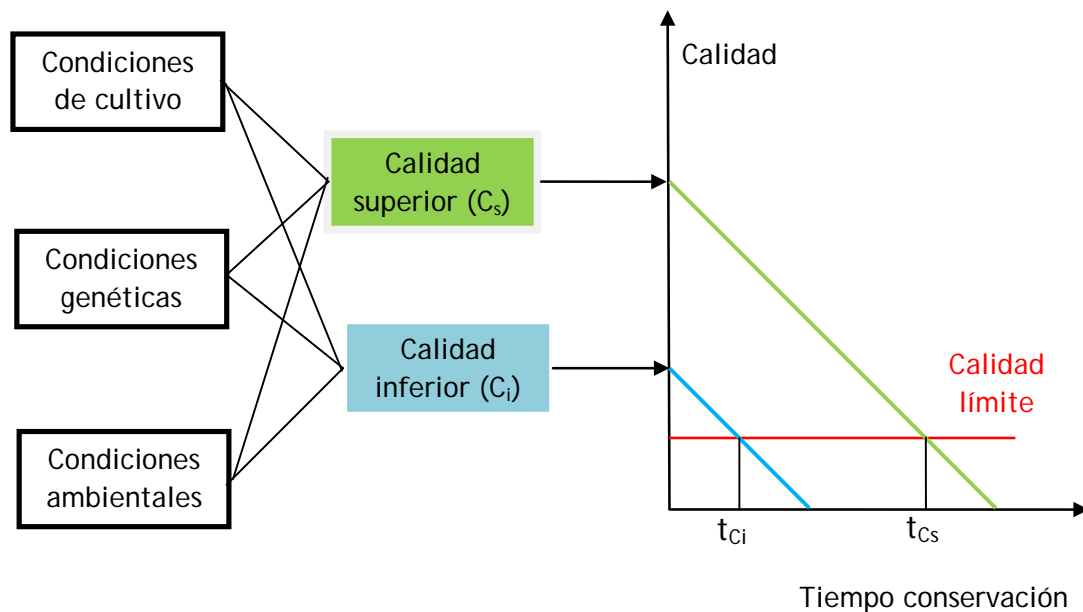 Condiciones
de cultivo
Condiciones
genéticas
Condiciones
ambientales
Calidad
superior (Cs)
Calidad
inferior (Ci)
Calidad
Calidad
límite
tCi
tCs
Tiempo conservación